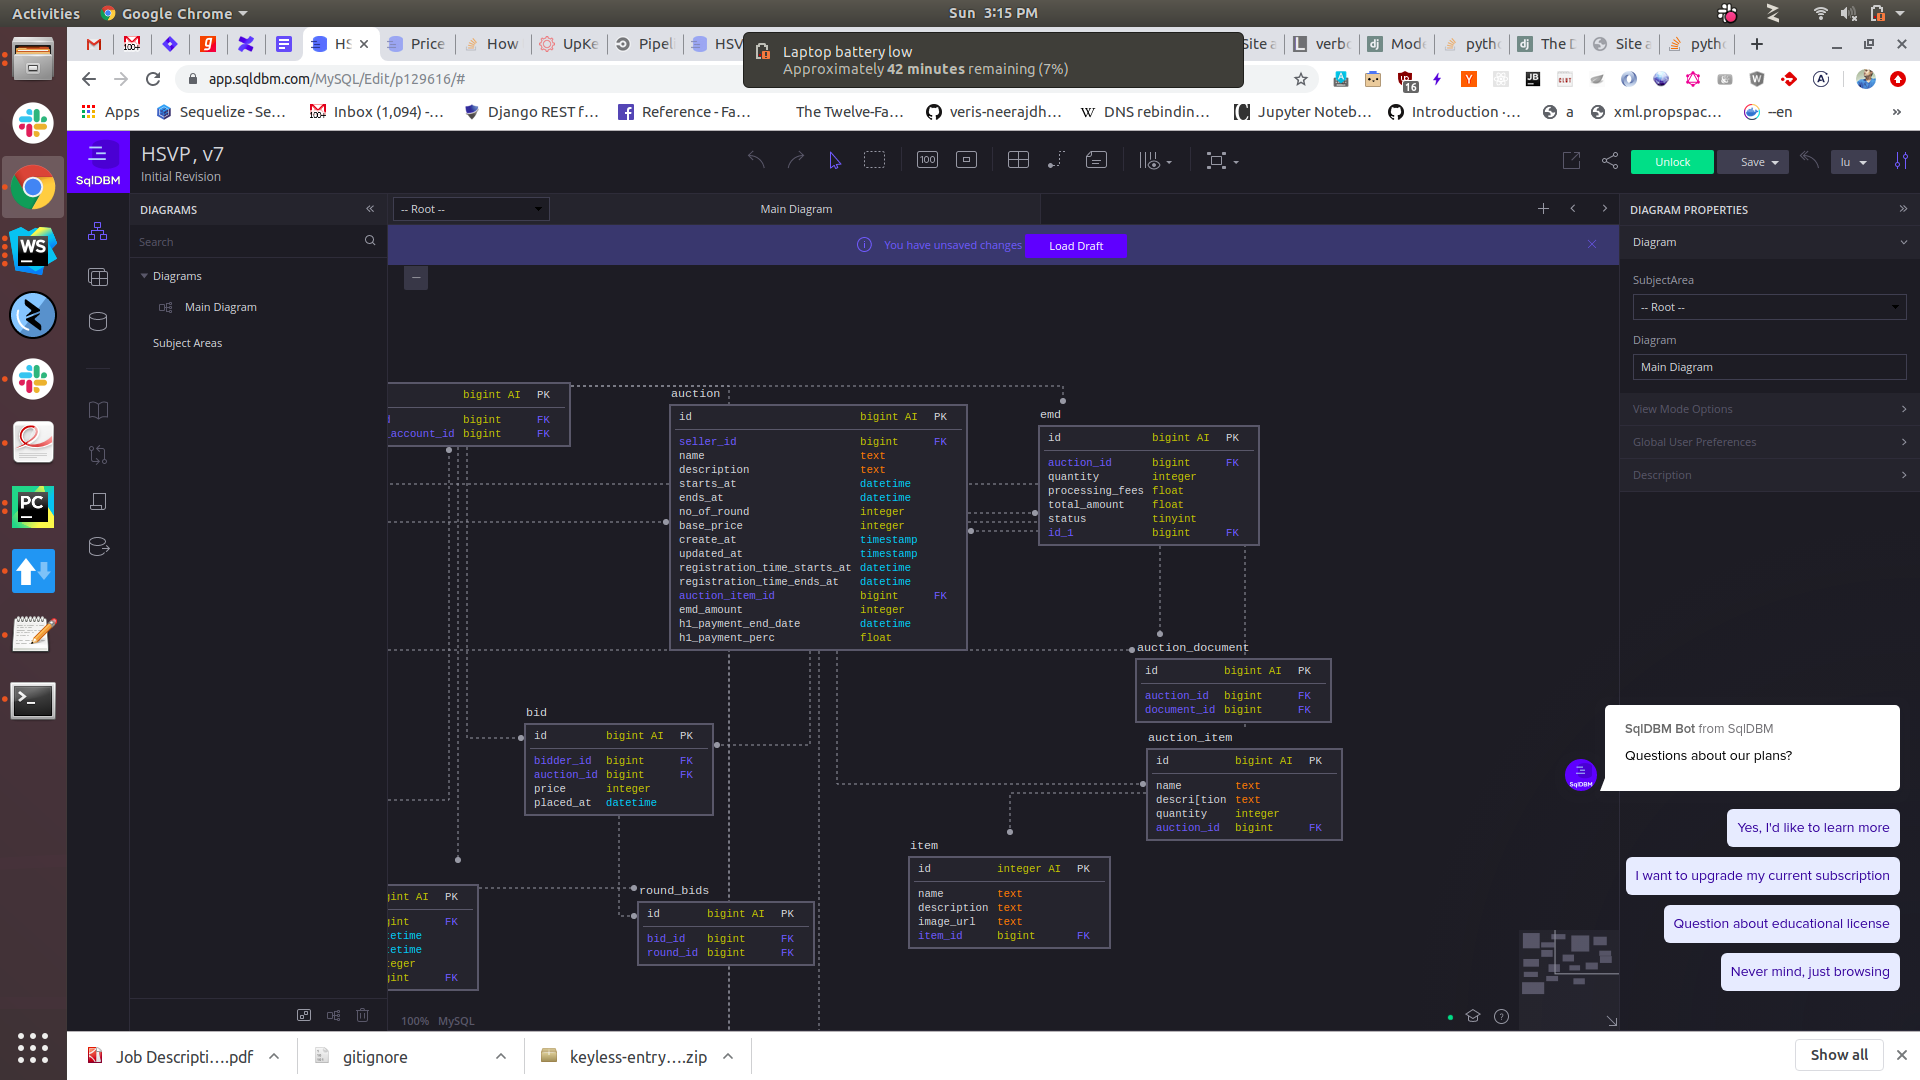 Activities
Google Chrome
Sun 3:15 PM
HS
Price
How
UpKe
Pipel
HSV
Site a
verb
Mod
pytho
The D
Site a
pytho
Laptop battery low
Approximately 42 minutes remaining (7%)
app.sqldbm.com/MySQL/Edit/p129616/#
16
Apps
Sequelize - Se...
Inbox (1,094) -...
Django REST f...
Reference - Fa...
The Twelve-Fa...
veris-neerajdh...
DNS rebindin...
Jupyter Noteb...
Introduction -...
a
xml.propspac...
--en
SqlDBM
HSVP, v7
Initial Revision
100
Unlock
Save
lu
DIAGRAMS
Search
Diagrams
Main Diagram
Subject Areas
-- Root --
Main Diagram
You have unsaved changes
Load Draft
bigint AI PK
bigint FK
_account_id bigint FK
auction
id bigint AI PK
seller_id bigint FK
name text
description text
starts_at datetime
ends_at datetime
no_of_round integer
base_price integer
create_at timestamp
updated_at timestamp
registration_time_starts_at datetime
registration_time_ends_at datetime
auction_item_id bigint FK
emd_amount integer
h1_payment_end_date datetime
h1_payment_perc float
emd
id bigint AI PK
auction_id bigint FK
quantity integer
processing_fees float
total_amount float
status tinyint
id_1 bigint FK
auction_document
id bigint AI PK
auction_id bigint FK
document_id bigint FK
auction_item
id bigint AI PK
name text
descri[tion text
quantity integer
auction_id bigint FK
bid
id bigint AI PK
bidder_id bigint FK
auction_id bigint FK
price integer
placed_at datetime
item
id integer AI PK
name text
description text
image_url text
item_id bigint FK
round_bids
id bigint AI PK
bid_id bigint FK
round_id bigint FK
gint AI PK
gint FK
etime
etime
eger
gint FK
100% MySQL
DIAGRAM PROPERTIES
Diagram
SubjectArea
-- Root --
Diagram
Main Diagram
View Mode Options
Global User Preferences
Description
SqlDBM Bot from SqlDBM
Questions about our plans?
SqlDBM
Yes, I'd like to learn more
I want to upgrade my current subscription
Question about educational license
Never mind, just browsing
Job Descripti....pdf
gitignore
keyless-entry....zip
Show all
WS
PC